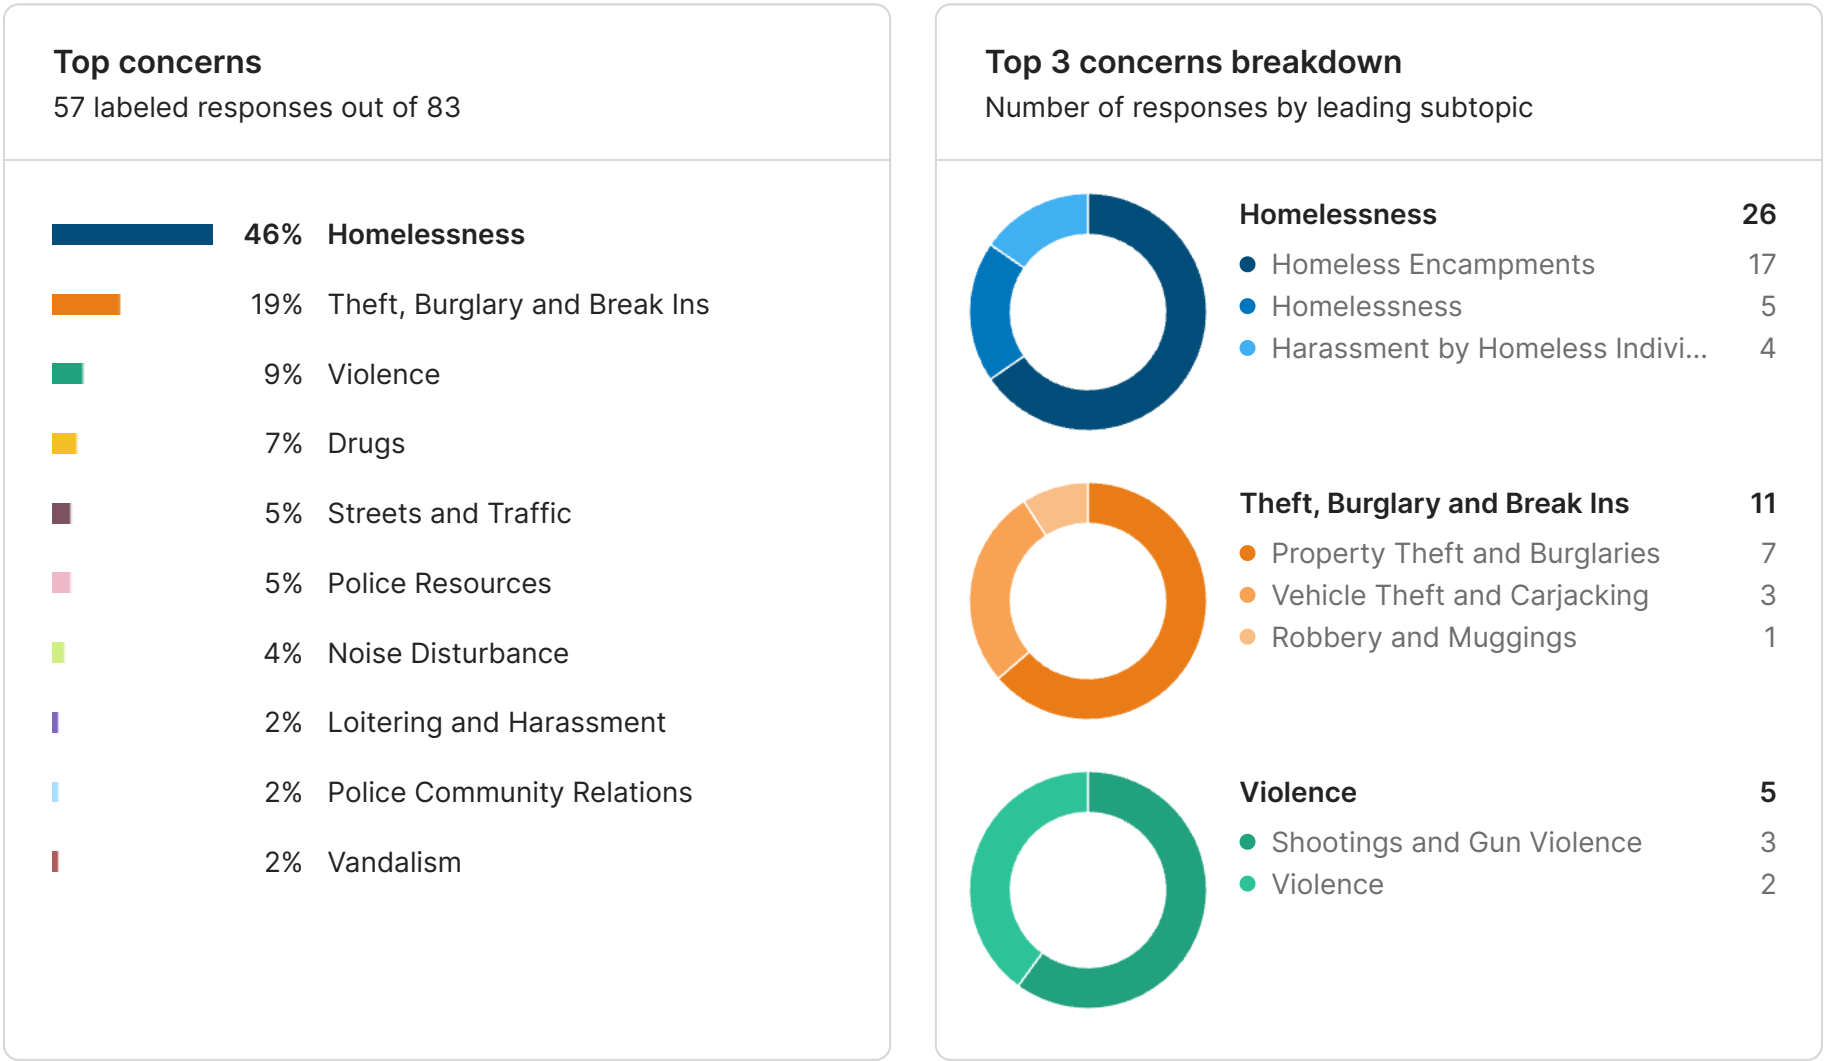 Top concerns
57 labeled responses out of 83
46% Homelessness
19% Theft, Burglary and Break Ins
9% Violence
7% Drugs
5% Streets and Traffic
5% Police Resources
4% Noise Disturbance
2% Loitering and Harassment
2% Police Community Relations
2% Vandalism
Top 3 concerns breakdown
Number of responses by leading subtopic
Homelessness 26
Homeless Encampments 17
Homelessness 5
Harassment by Homeless Indivi... 4
Theft, Burglary and Break Ins 11
Property Theft and Burglaries 7
Vehicle Theft and Carjacking 3
Robbery and Muggings 1
Violence 5
Shootings and Gun Violence 3
Violence 2